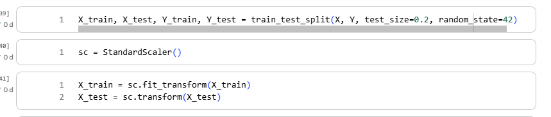 39]
0 d
1 X_train, X_test, Y_train, Y_test = train_test_split(X, Y, test_size=0.2, random_state=42)
40]
0 d
1 sc = StandardScaler()
41]
0 d
1 X_train = sc.fit_transform(X_train)
2 X_test = sc.transform(X_test)